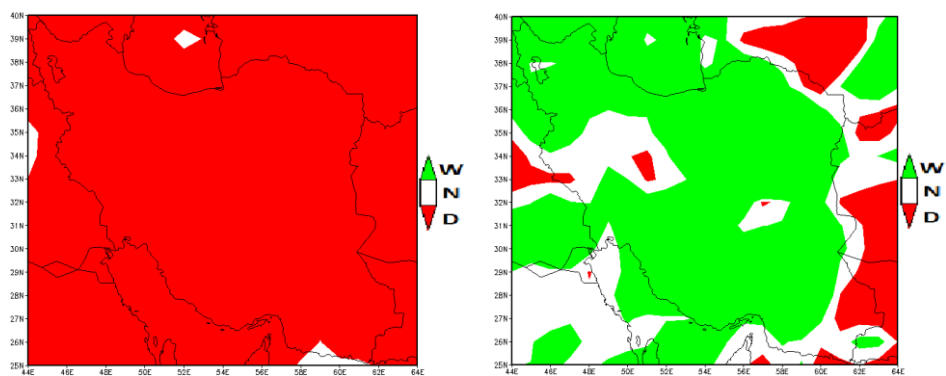 40N
39N
38N
37N
36N
35N
34N
33N
32N
31N
30N
29N
28N
27N
26N
25N
44E 46E 48E 50E 52E 54E 56E 58E 60E 62E 64E
W
N
D
40N
39N
38N
37N
36N
35N
34N
33N
32N
31N
30N
29N
28N
27N
26N
25N
44E 46E 48E 50E 52E 54E 56E 58E 60E 62E 64E
W
N
D